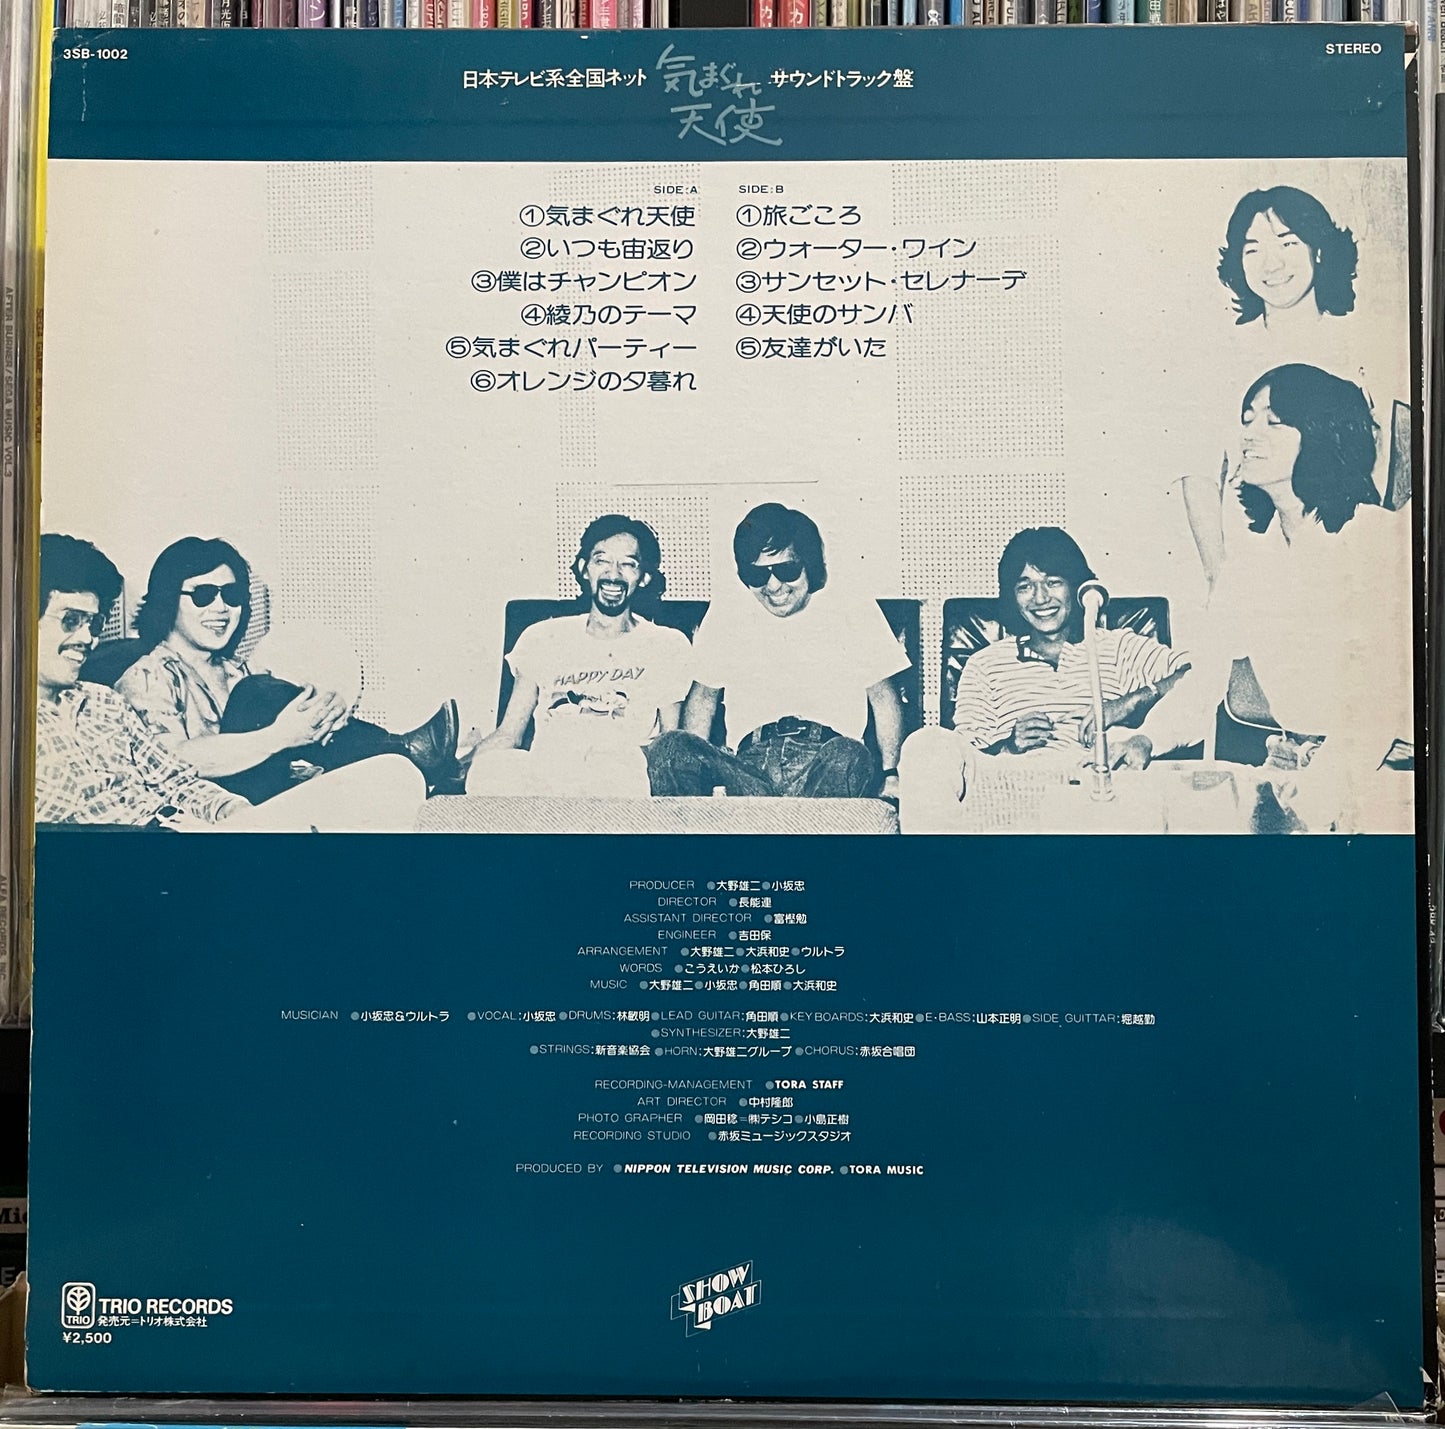 3SB-1002
STEREO
日本テレビ系全国ネット 気まぐれ天使 サウンドトラック盤
SIDE:A
①気まぐれ天使
②いつも宙返り
③僕はチャンピオン
④綾乃のテーマ
⑤気まぐれパーティー
⑥オレンジの夕暮れ
SIDE:B
①旅ごころ
②ウォーター・ワイン
③サンセット・セレナーデ
④天使のサンバ
⑤友達がいた
HAPPY DAY
PRODUCER ●大野雄二●小坂忠
DIRECTOR ●長能連
ASSISTANT DIRECTOR ●富樫勉
ENGINEER ●吉田保
ARRANGEMENT ●大野雄二●大浜和史●ウルトラ
WORDS ●こうえいか●松本ひろし
MUSIC ●大野雄二●小坂忠●角田順●大浜和史
MUSICIAN ●小坂忠&ウルトラ ●VOCAL:小坂忠●DRUMS:林敏明●LEAD GUITAR:角田順●KEYBOARDS:大浜和史●E・BASS:山本正明●SIDE GUITTAR:堀越勤
●SYNTHESIZER:大野雄二
●STRINGS:新音楽協会●HORN:大野雄二グループ●CHORUS:赤坂合唱団
RECORDING-MANAGEMENT ●TORA STAFF
ART DIRECTOR ●中村隆郎
PHOTO GRAPHER ●岡田稔=㈱テシコ●小島正樹
RECORDING STUDIO ●赤坂ミュージックスタジオ
PRODUCED BY ●NIPPON TELEVISION MUSIC CORP. ●TORA MUSIC
TRIO
TRIO RECORDS
発売元=トリオ株式会社
¥2,500
SHOW
BOAT
AFTER BURNER/SEGA MUSIC VOL.3